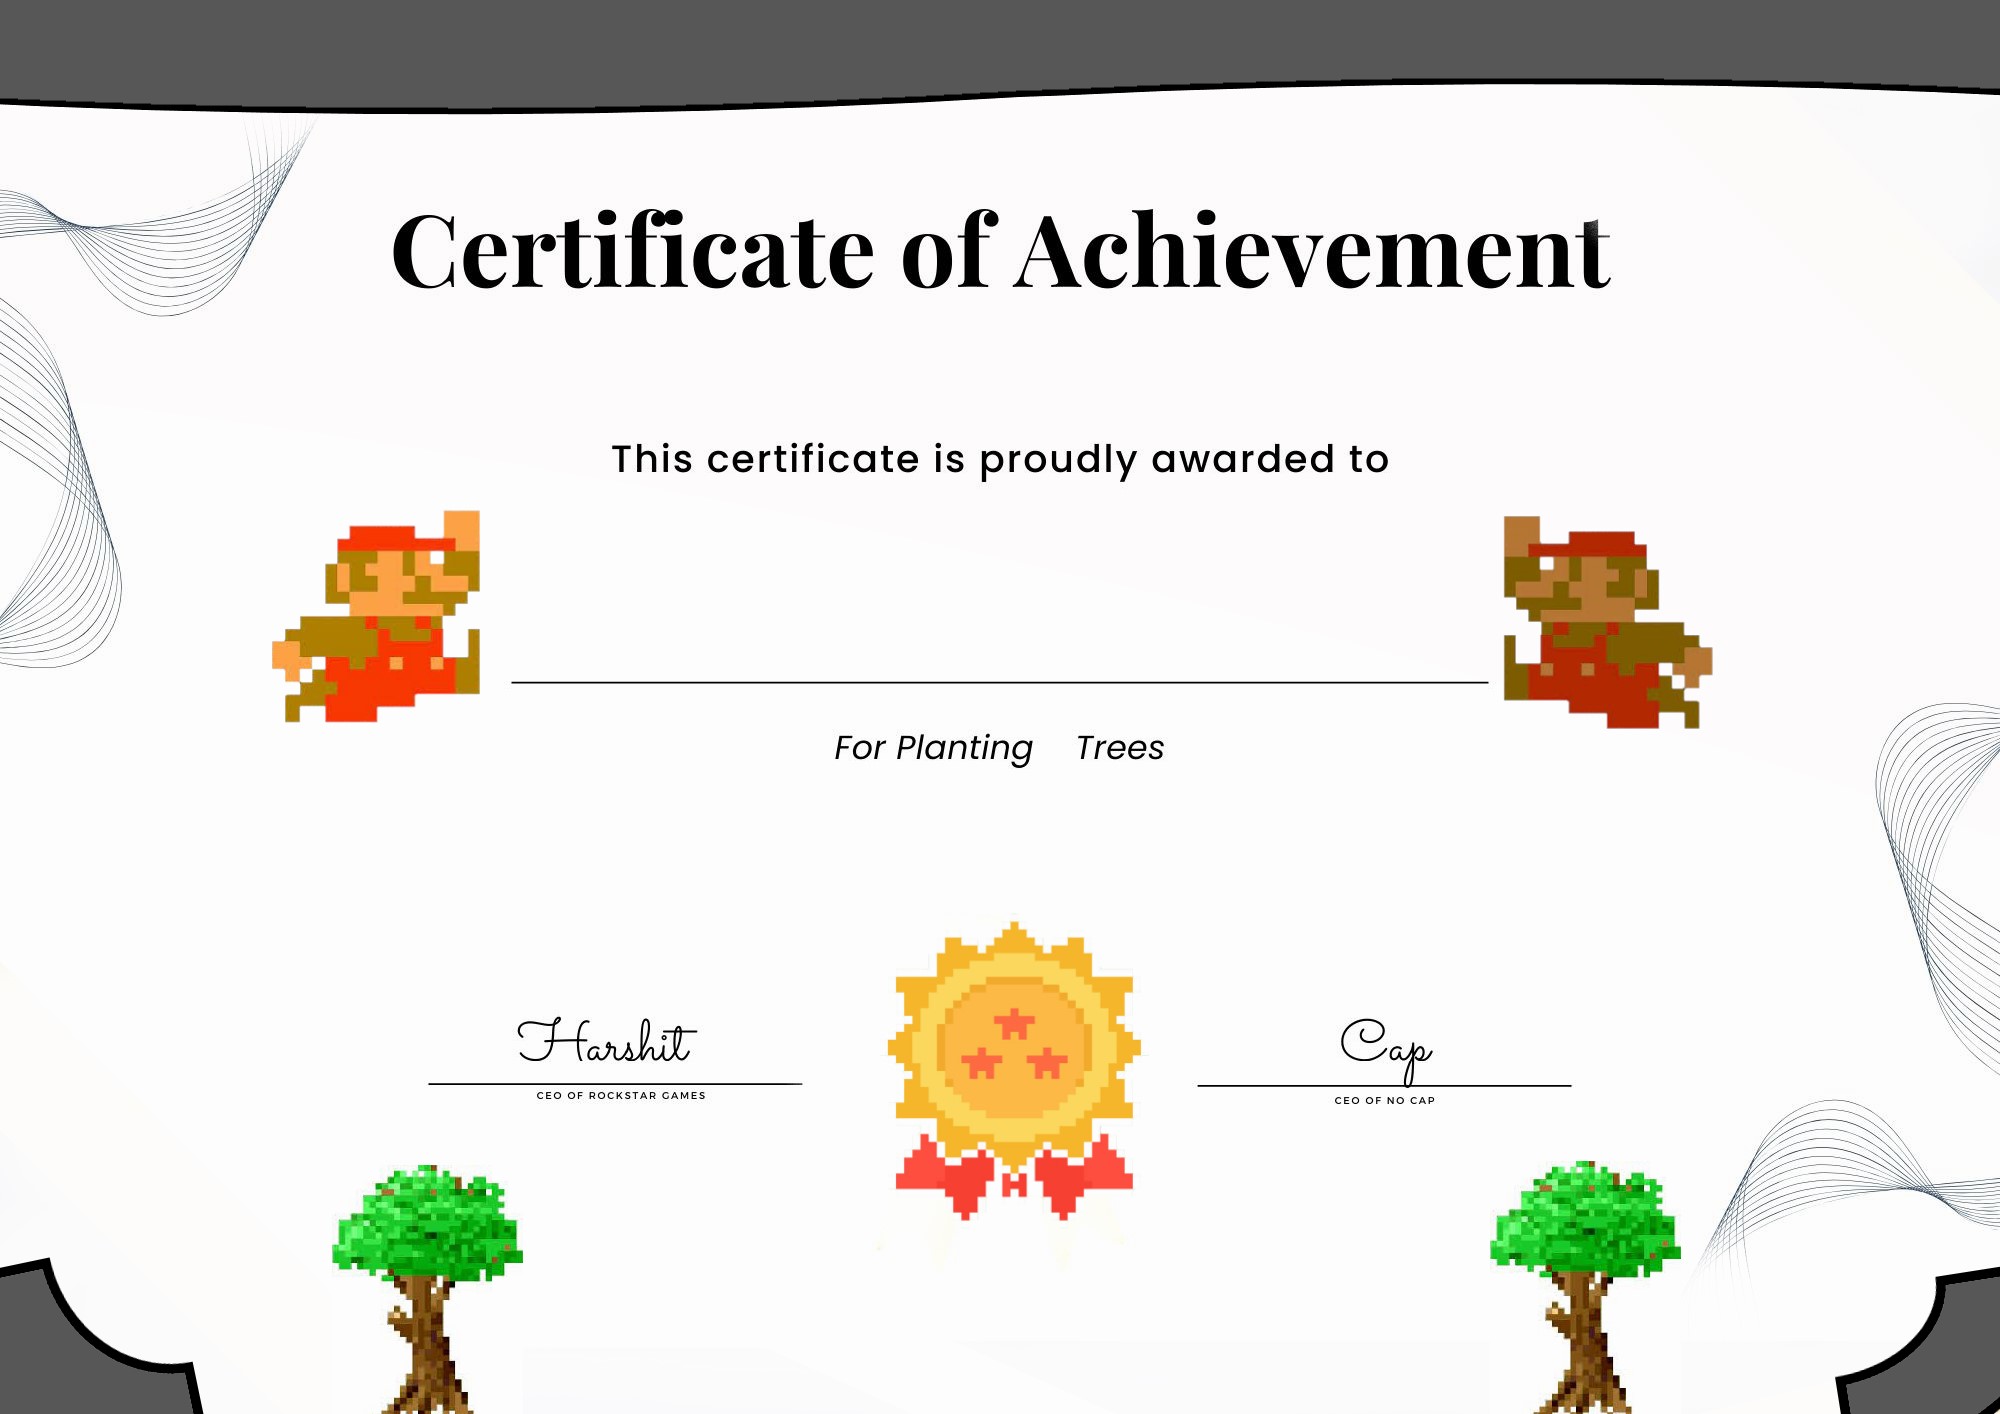 Certificate of Achievement
This certificate is proudly awarded to
For Planting Trees
Harshit
CEO OF ROCKSTAR GAMES
Cap
CEO OF NO CAP